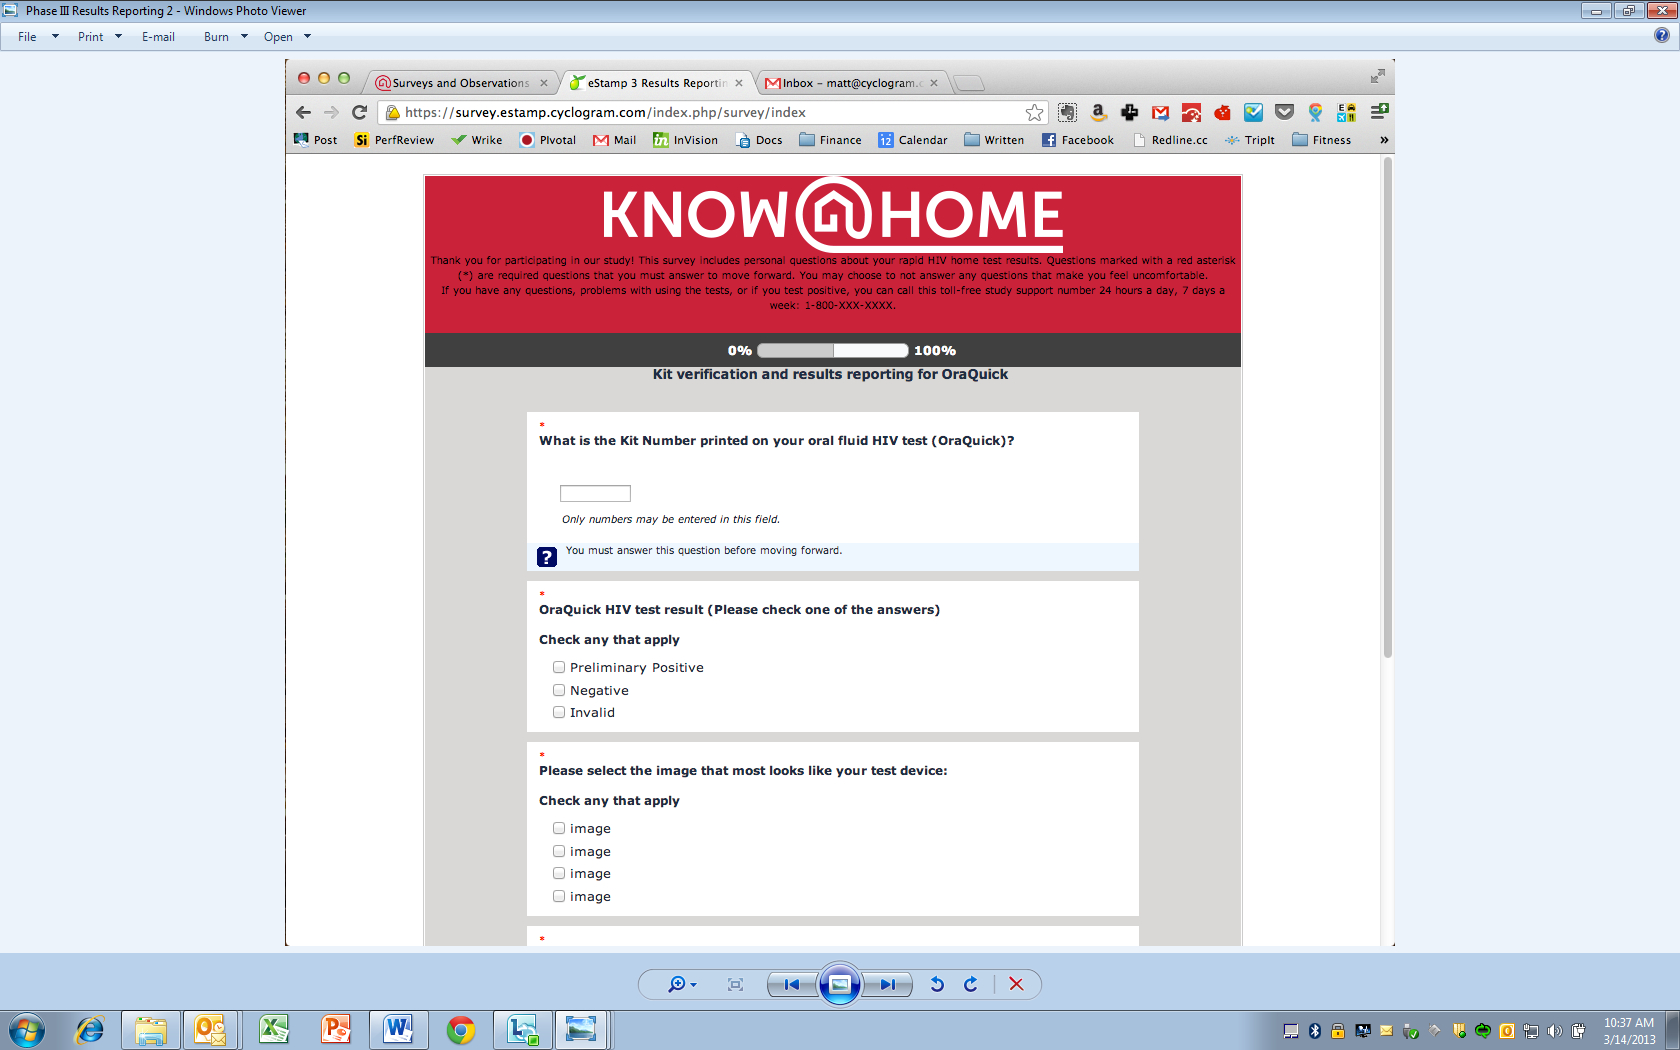 Phase III Results Reporting 2 - Windows Photo Viewer
File Print E-mail Burn Open
Surveys and Observations
eStamp 3 Results Reportin
Inbox – matt@cyclogram.c
https://survey.estamp.cyclogram.com/index.php/survey/index
Post PerfReview Wrike PIvotal Mail InVision Docs Finance 12 Calendar Written Facebook Redline.cc TripIt Fitness »
KNOW HOME
Thank you for participating in our study! This survey includes personal questions about your rapid HIV home test results. Questions marked with a red asterisk
(*) are required questions that you must answer to move forward. You may choose to not answer any questions that make you feel uncomfortable.
If you have any questions, problems with using the tests, or if you test positive, you can call this toll-free study support number 24 hours a day, 7 days a
week: 1-800-XXX-XXXX.
0% 100%
Kit verification and results reporting for OraQuick
*
What is the Kit Number printed on your oral fluid HIV test (OraQuick)?
Only numbers may be entered in this field.
? You must answer this question before moving forward.
*
OraQuick HIV test result (Please check one of the answers)
Check any that apply
Preliminary Positive
Negative
Invalid
*
Please select the image that most looks like your test device:
Check any that apply
image
image
image
image
*
10:37 AM
3/14/2013